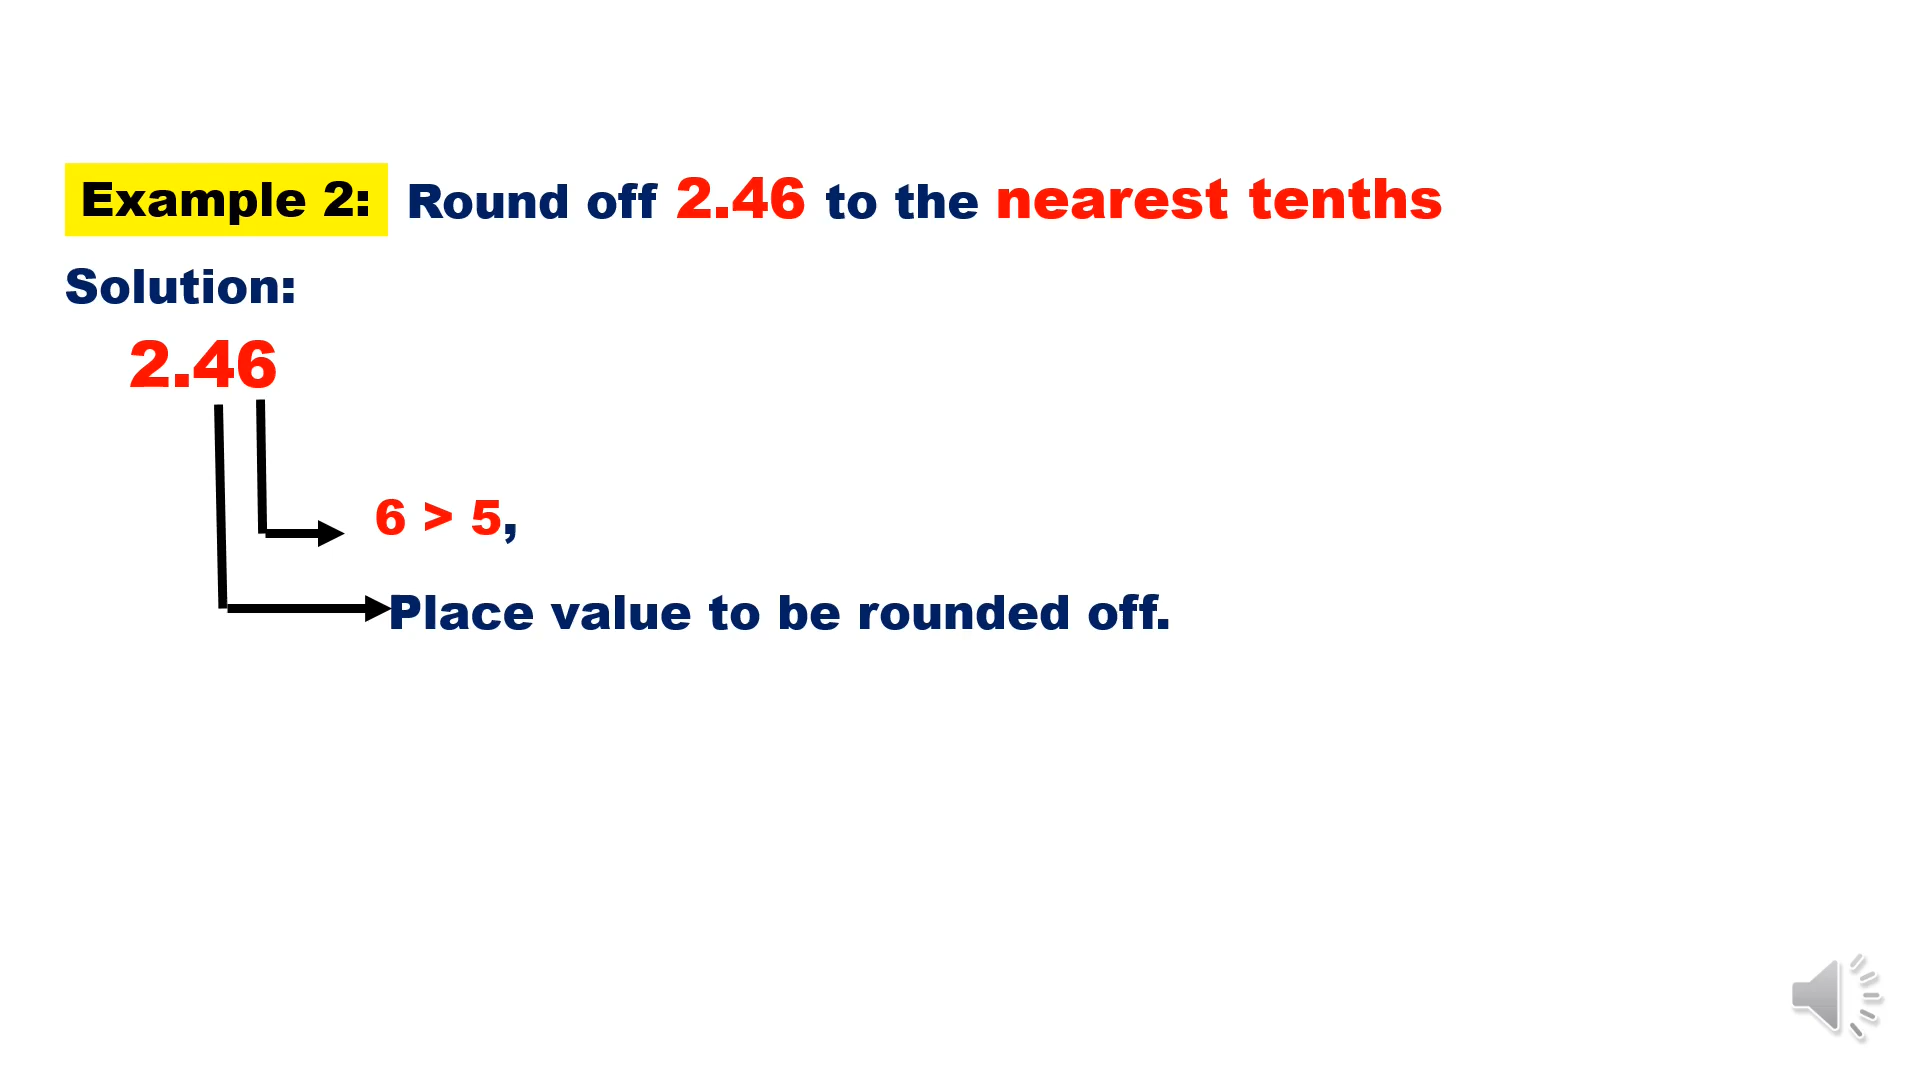 Example 2: Round off 2.46 to the nearest tenths
Solution:
2.46
6 > 5,
Place value to be rounded off.